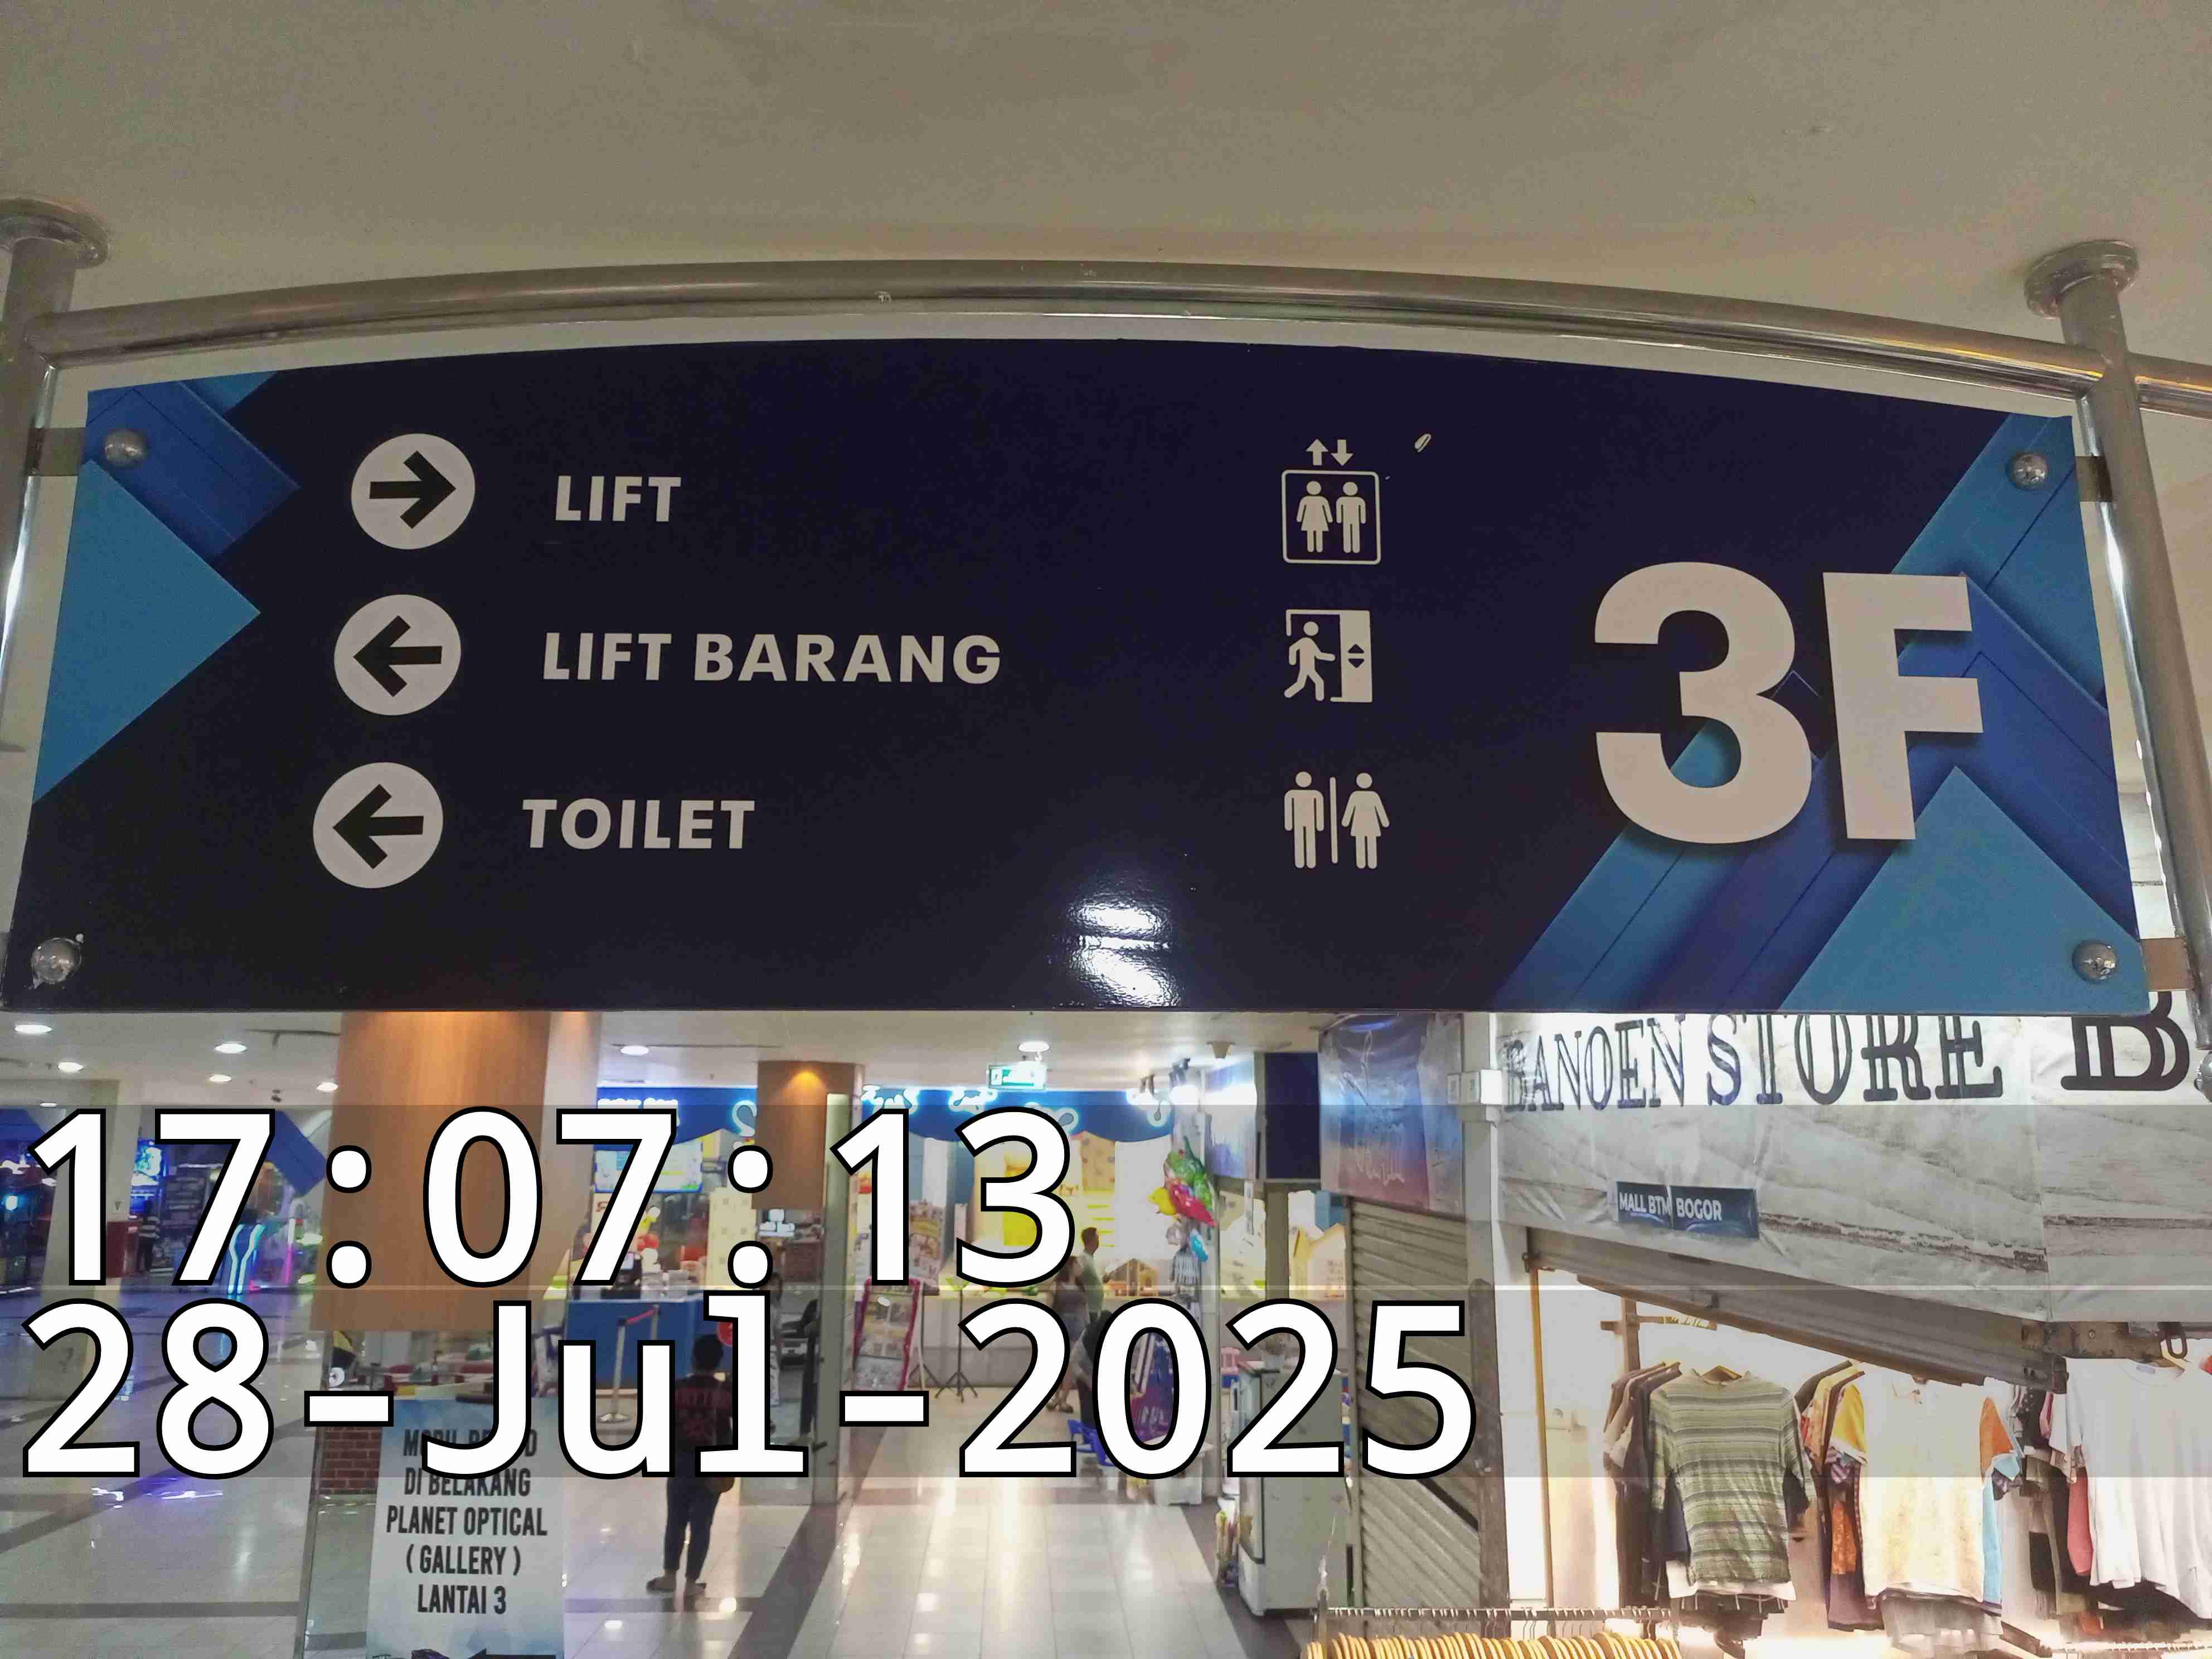 LIFT
LIFT BARANG
TOILET
3F
BANOEN STORE
MALL BTM BOGOR
17:07:13
28-Jul-2025
DI BELAKANG
PLANET OPTICAL
( GALLERY )
LANTAI 3